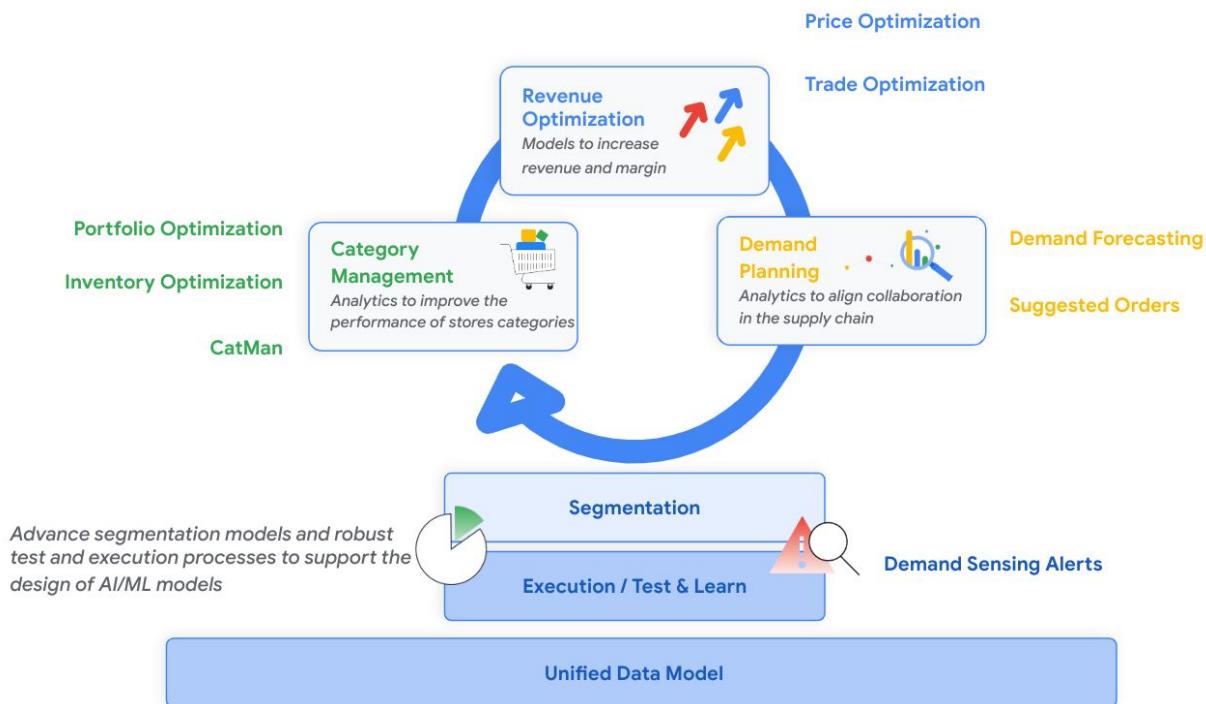 Price Optimization
Trade Optimization
Revenue
Optimization
Models to increase
revenue and margin
Portfolio Optimization
Inventory Optimization
CatMan
Category
Management
Analytics to improve the
performance of stores categories
Demand
Planning
Analytics to align collaboration
in the supply chain
Demand Forecasting
Suggested Orders
Segmentation
Advance segmentation models and robust
test and execution processes to support the
design of AI/ML models
Execution / Test & Learn
Demand Sensing Alerts
Unified Data Model